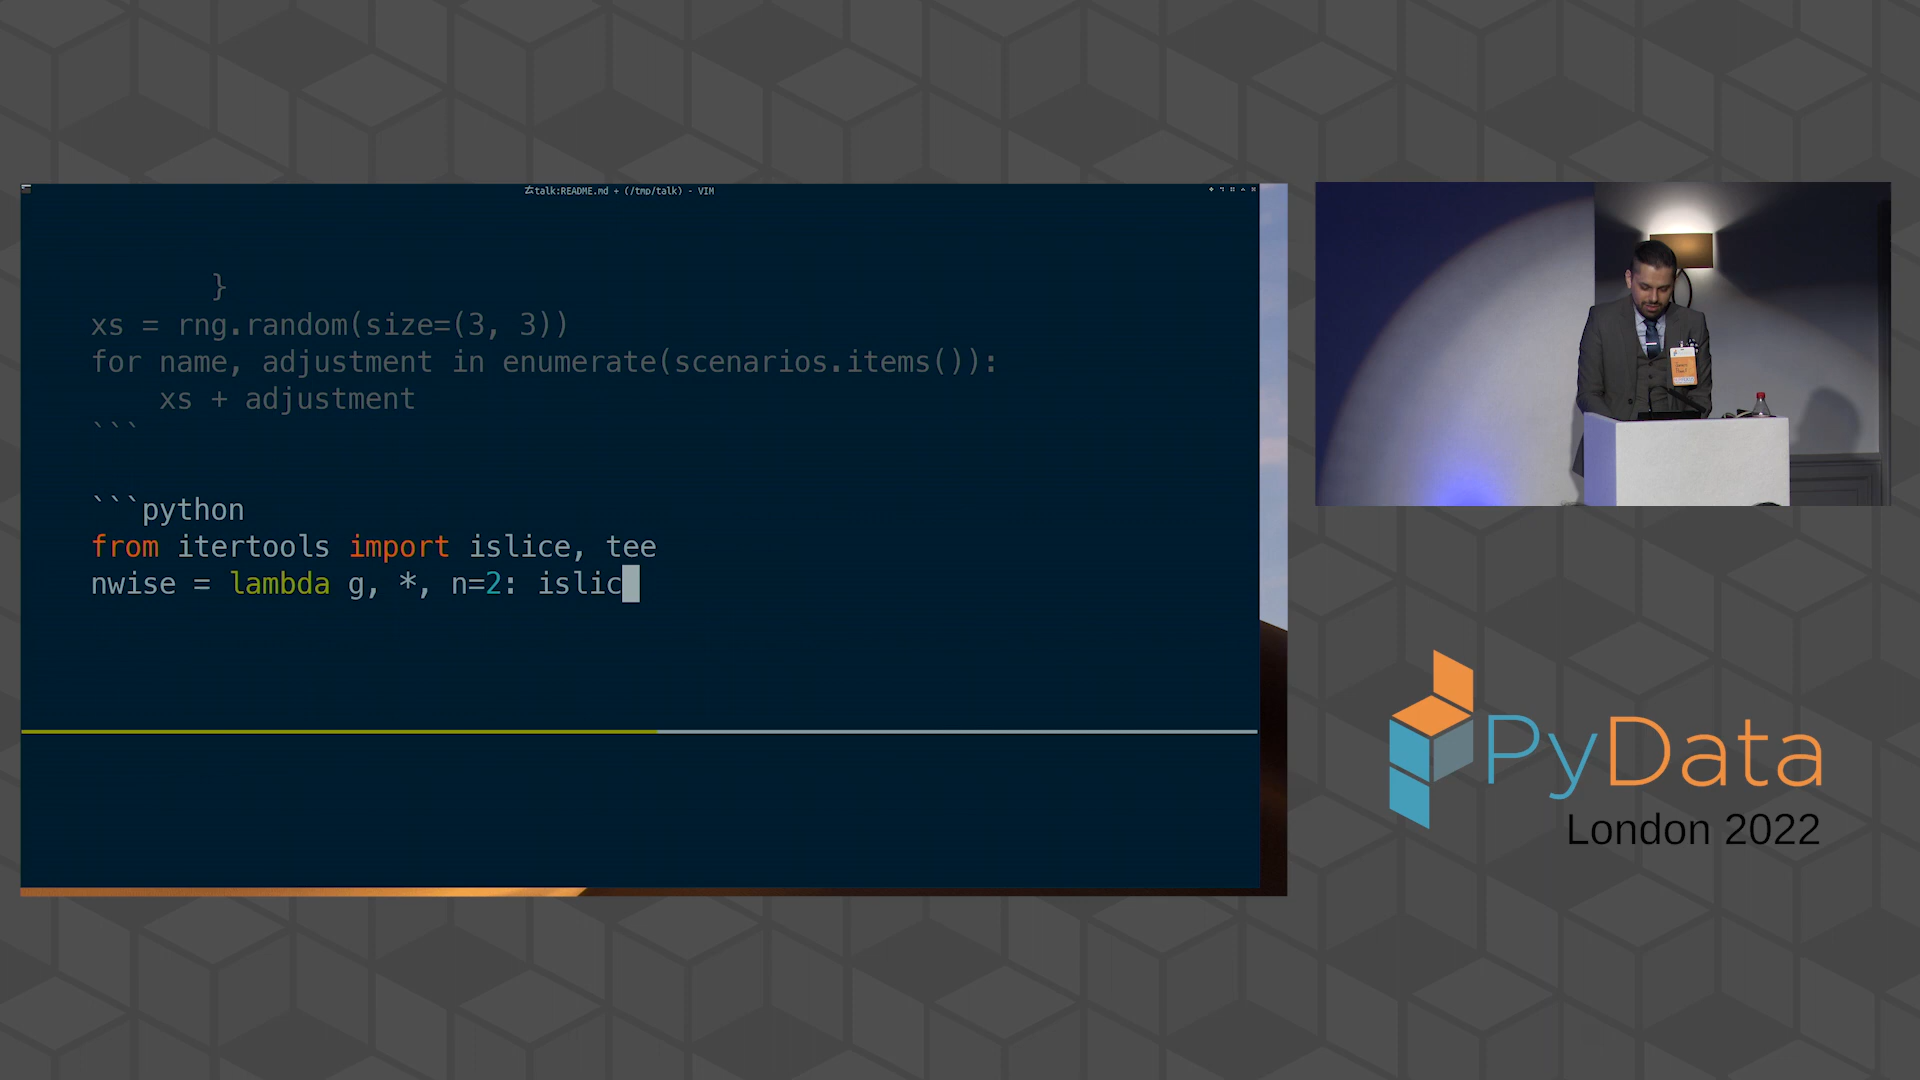 talk:README.md + (/tmp/talk) - VIM
}
xs = rng.random(size=(3, 3))
for name, adjustment in enumerate(scenarios.items()):
xs + adjustment
```
```python
from itertools import islice, tee
nwise = lambda g, *, n=2: islic
PyData
London 2022